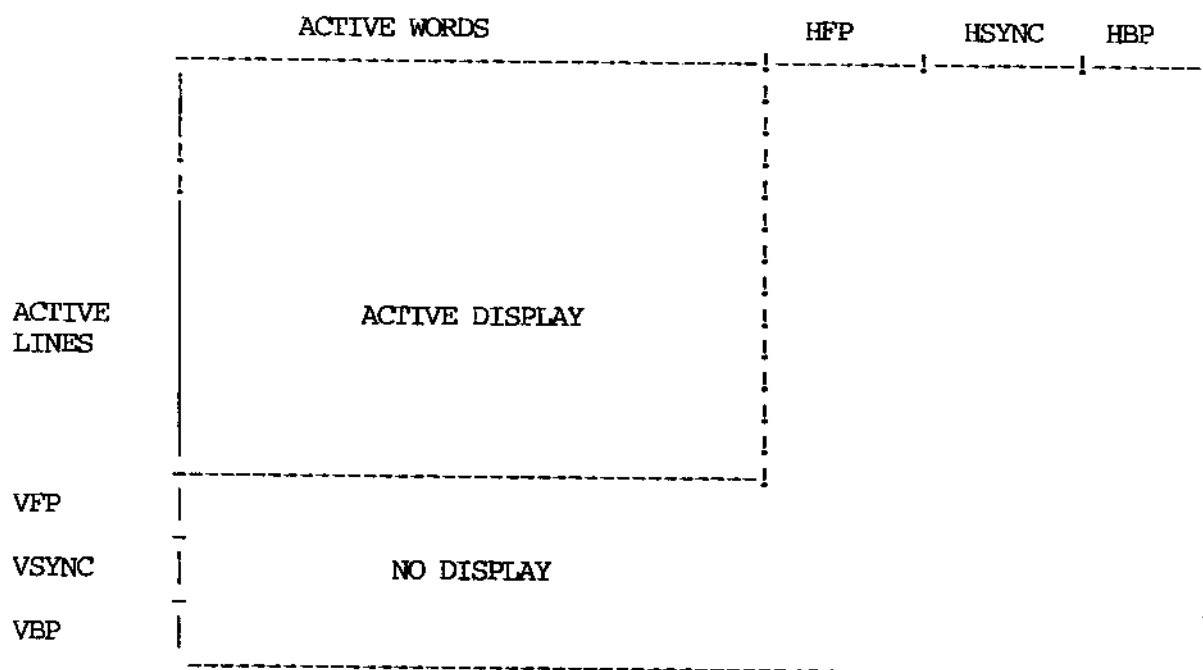 ACTIVE WORDS HFP HSYNC HBP
ACTIVE
LINES
ACTIVE DISPLAY
VFP
VSYNC
NO DISPLAY
VBP